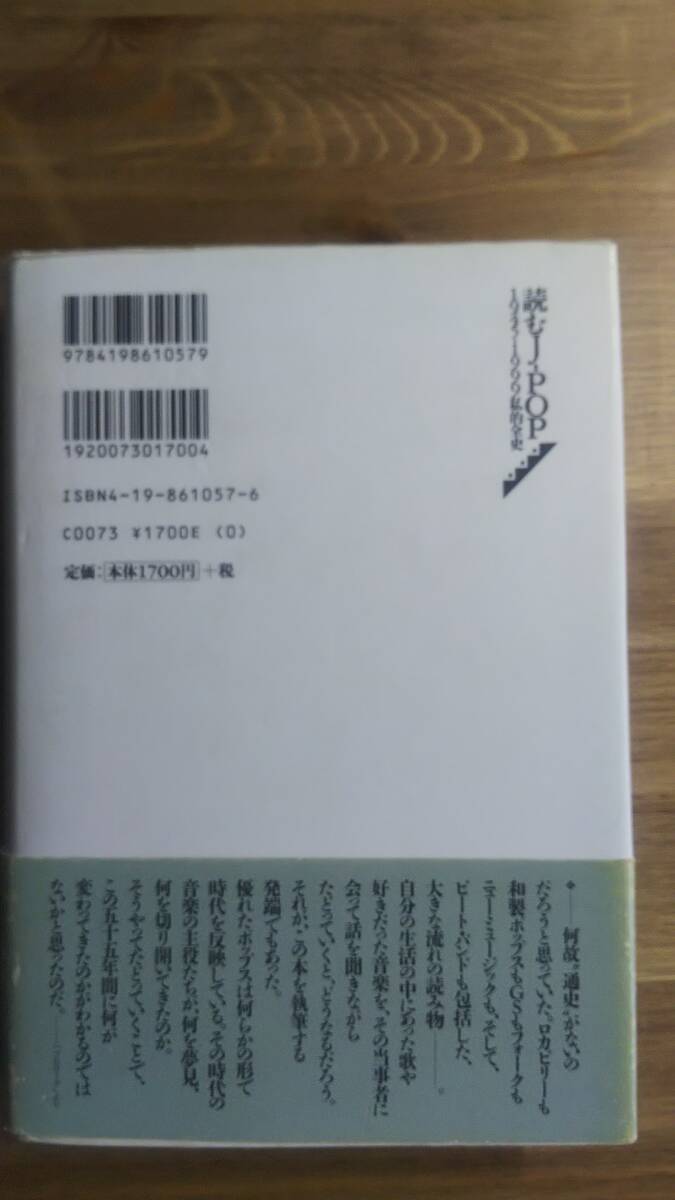 読むJ-POP
1945-1999私的全史
9784198610579
1920073017004
ISBN4-19-861057-6
C0073 ¥1700E (0)
定価:本体1700円+税
――何故“通史”がないの
だろうと思っていた。ロカビリーも
和製ポップスもGSもフォークも
ニューミュージックも、そして、
ビート・バンドも包括した、
大きな流れの読み物――。
自分の生活の中にあった歌や
好きだった音楽を、その当事者に
会って話を聞きながら
たどっていくと、どうなるだろう。
それが、この本を執筆する
発端でもあった。
優れたポップスは何らかの形で
時代を反映している。その時代の
音楽の主役たちが、何を夢見、
何を切り開いてきたのか。
そうやってたどっていくことで、
この五十五年間に何が
変わってきたのかがわかるのでは
ないかと思ったのだ。